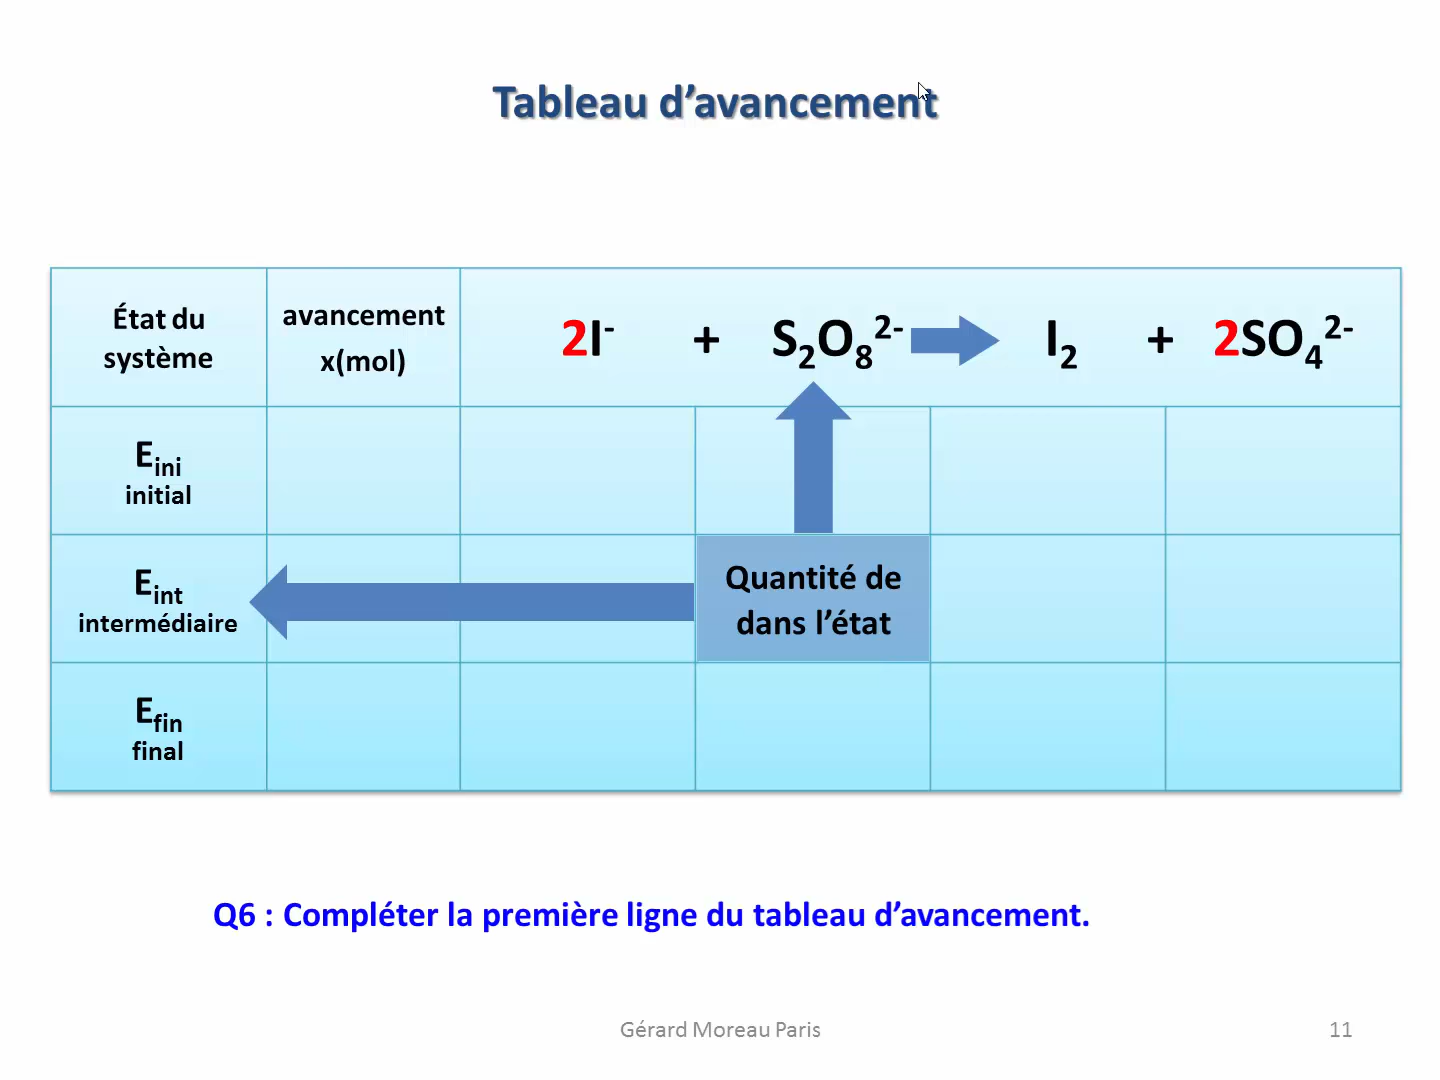 Tableau d’avancement
État du
système
avancement
x(mol)
2I⁻ + S₂O₈²⁻ I₂ + 2SO₄²⁻
Eini
initial
Eint
intermédiaire
Quantité de
dans l’état
Efin
final
Q6 : Compléter la première ligne du tableau d’avancement.
Gérard Moreau Paris
11